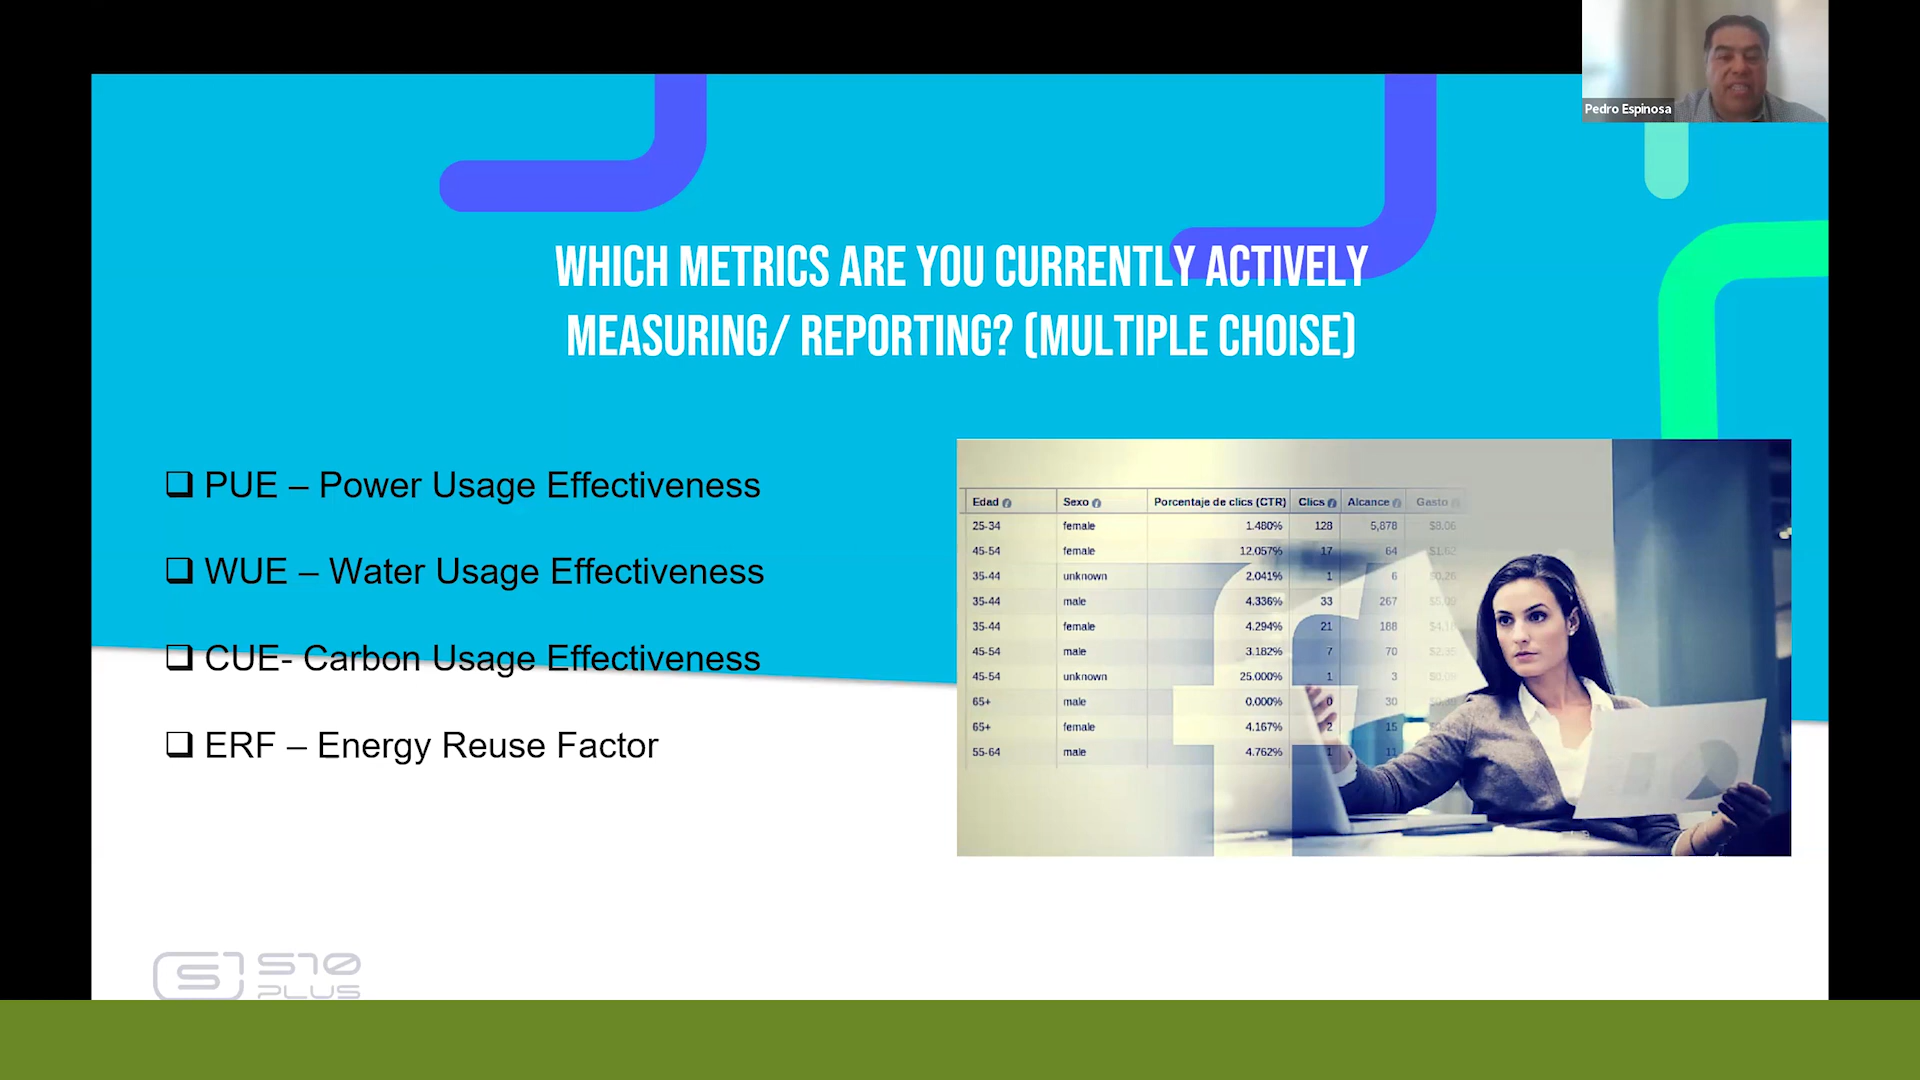 Pedro Espinosa
WHICH METRICS ARE YOU CURRENTLY ACTIVELY
MEASURING/ REPORTING? (MULTIPLE CHOISE)
❑ PUE – Power Usage Effectiveness
❑ WUE – Water Usage Effectiveness
❑ CUE- Carbon Usage Effectiveness
❑ ERF – Energy Reuse Factor
Edad Sexo Porcentaje de clics (CTR) Clics Alcance Gasto
25-34 female 1.480% 128 5,878 $8.06
45-54 female 12.057% 17 64 $1.62
35-44 unknown 2.041% 1 6 $0.26
35-44 male 4.336% 33 267
35-44 female 4.294% 21 188
45-54 male 3.182% 7 70
45-54 unknown 25.000% 1 3
65+ male 0.000% 0 30
65+ female 4.167% 2 15
55-64 male 4.762% 1 11
S10
PLUS